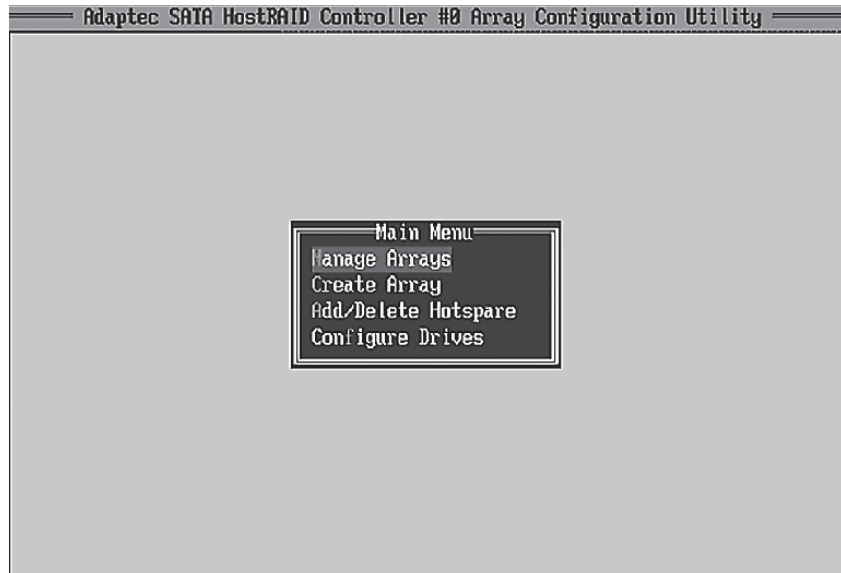 Adaptec SATA HostRAID Controller #0 Array Configuration Utility
Main Menu
Manage Arrays
Create Array
Add/Delete Hotspare
Configure Drives